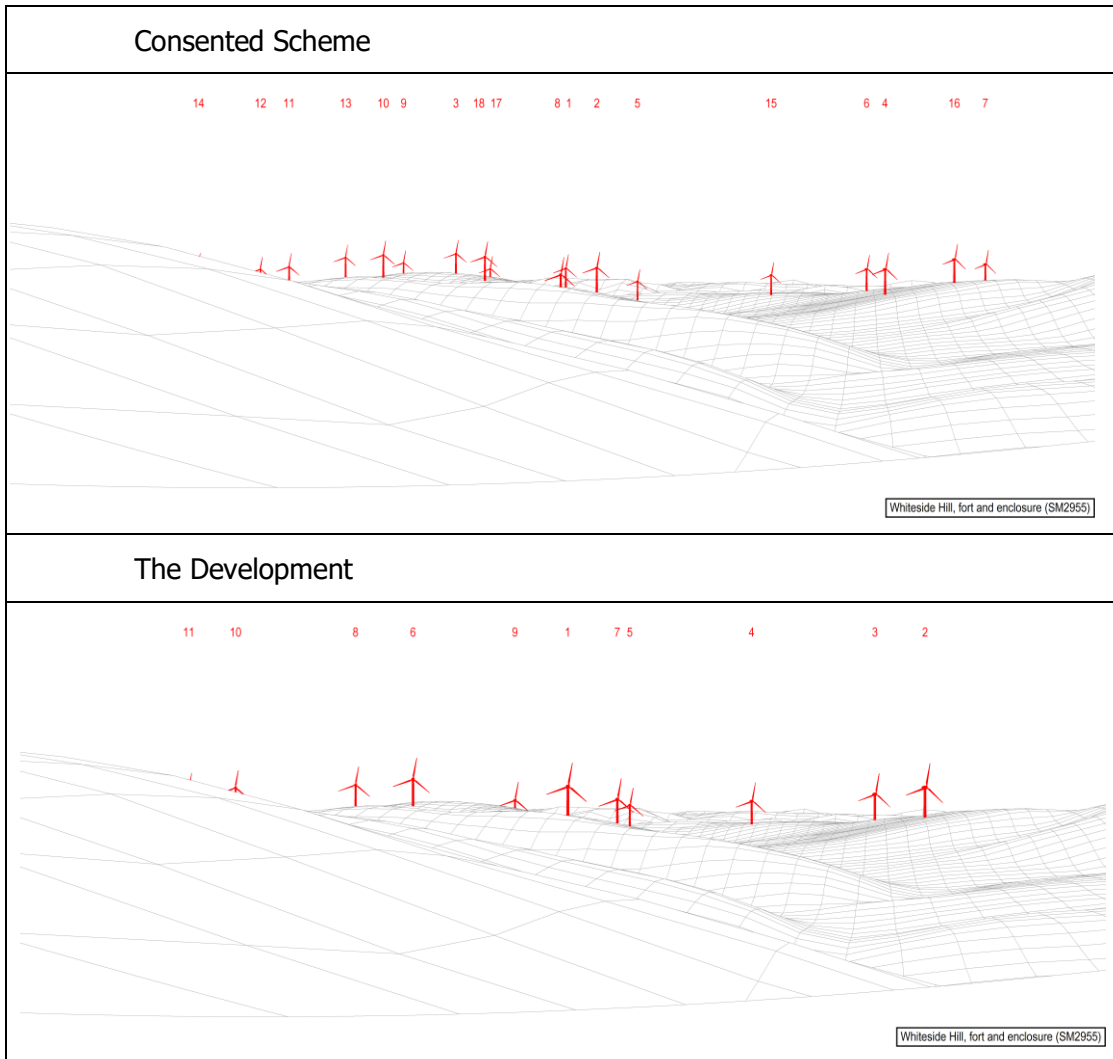 Consented Scheme
14 12 11 13 10 9 3 18 17 8 1 2 5 15 6 4 16 7
Whiteside Hill, fort and enclosure (SM2955)
The Development
11 10 8 6 9 1 7 5 4 3 2
Whiteside Hill, fort and enclosure (SM2955)